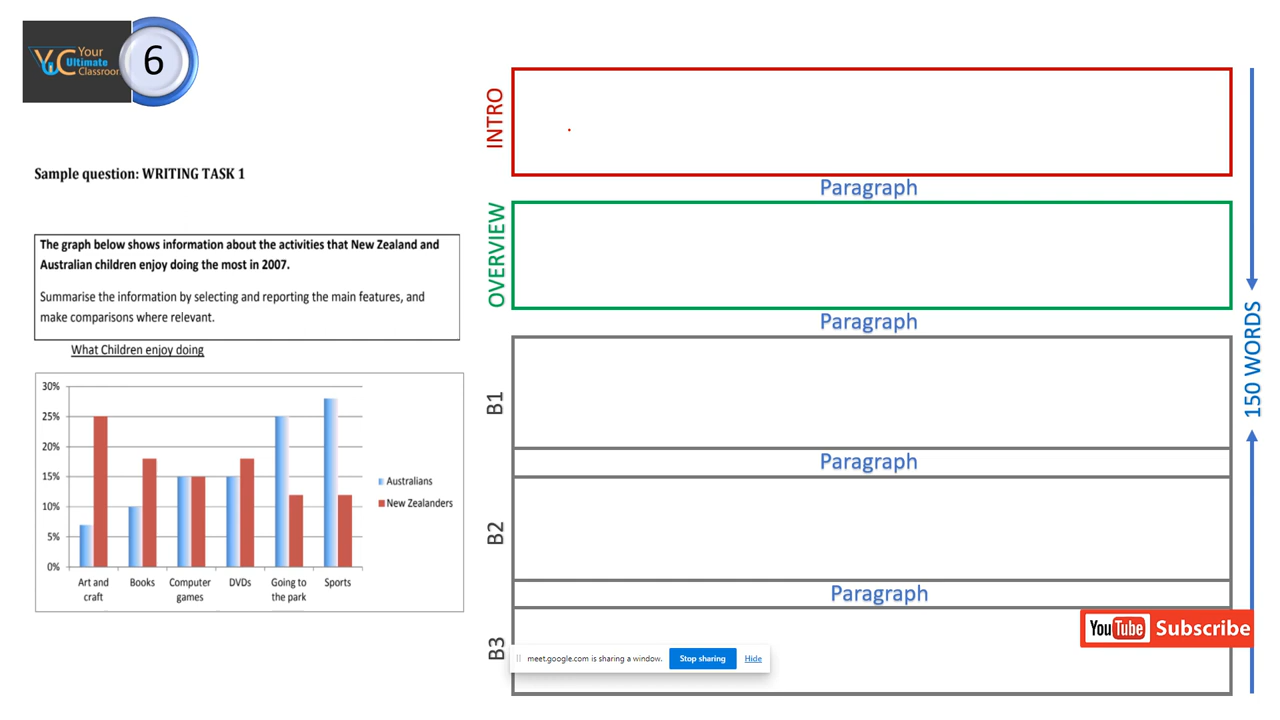 Your
Ultimate
Classroom
6
Sample question: WRITING TASK 1
The graph below shows information about the activities that New Zealand and
Australian children enjoy doing the most in 2007.
Summarise the information by selecting and reporting the main features, and
make comparisons where relevant.
What Children enjoy doing
30%
25%
20%
15%
10%
5%
0%
Art and
craft
Books
Computer
games
DVDs
Going to
the park
Sports
Australians
New Zealanders
INTRO
Paragraph
OVERVIEW
Paragraph
B1
Paragraph
B2
Paragraph
B3
150 WORDS
YouTube Subscribe
meet.google.com is sharing a window.
Stop sharing
Hide